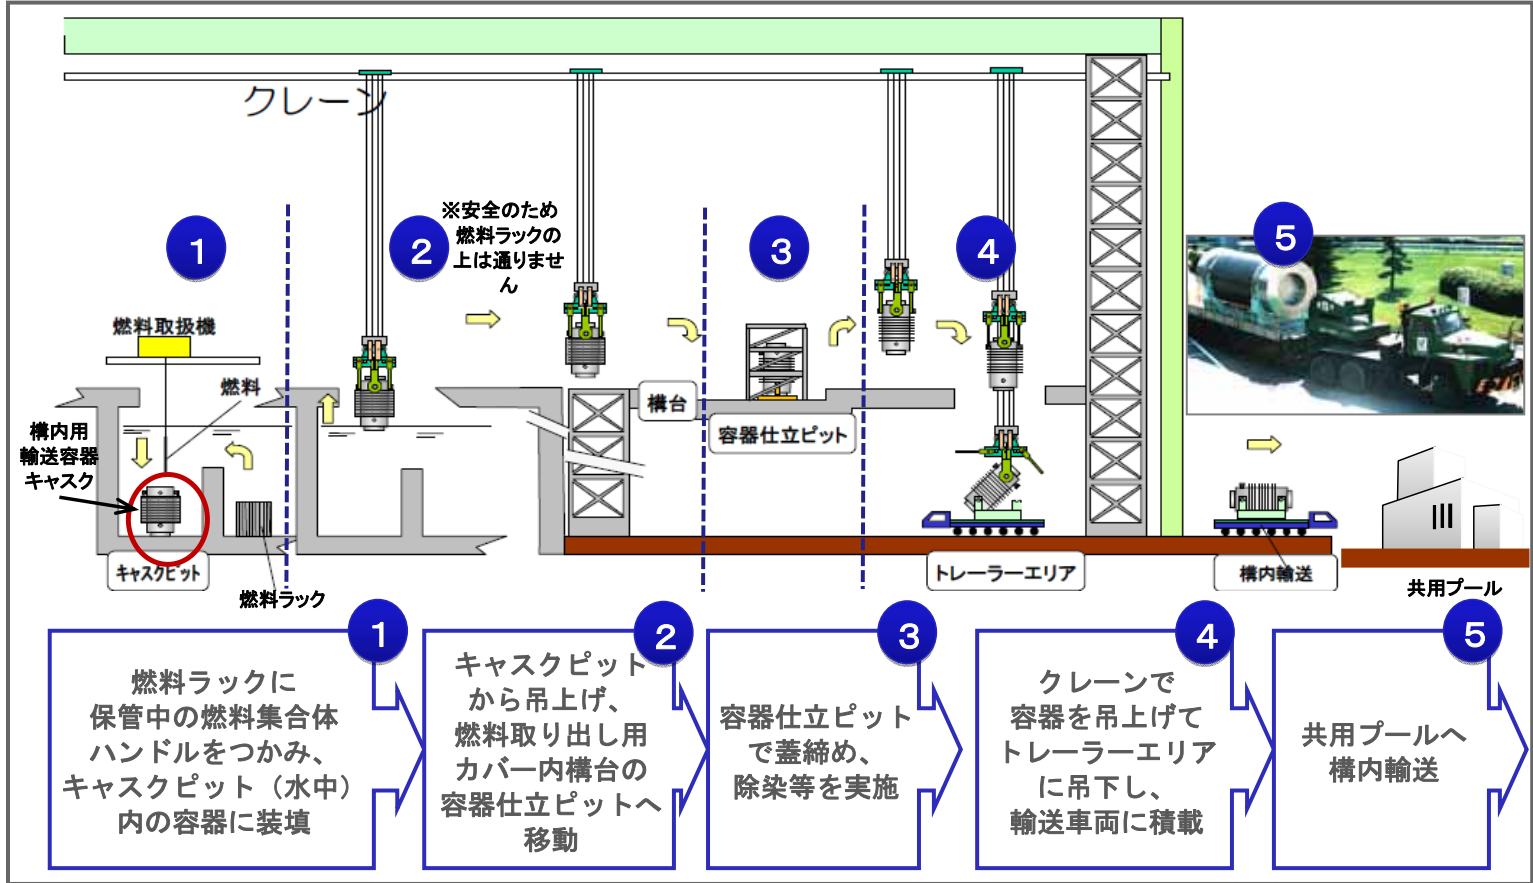 クレーン
1
2
※安全のため
燃料ラックの
上は通りませ
ん
3
4
5
燃料取扱機
燃料
構内用
輸送容器
キャスク
構台
容器仕立ピット
キャスクピット
燃料ラック
トレーラーエリア
構内輸送
共用プール
1
燃料ラックに
保管中の燃料集合体
ハンドルをつかみ、
キャスクピット（水中）
内の容器に装填
2
キャスクピット
から吊上げ、
燃料取り出し用
カバー内構台の
容器仕立ピットへ
移動
3
容器仕立ピット
で蓋締め、
除染等を実施
4
クレーンで
容器を吊上げて
トレーラーエリア
に吊下し、
輸送車両に積載
5
共用プールへ
構内輸送